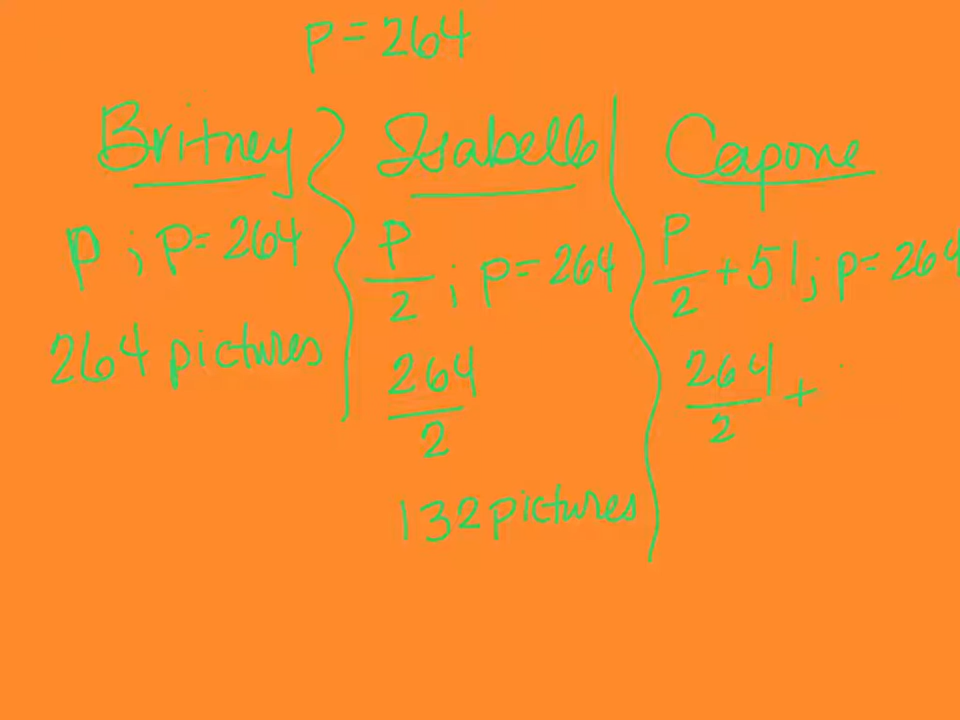 p = 264
Britney
p ; p = 264
264 pictures
Isabelle
p/2 ; p = 264
264/2
132 pictures
Capone
p/2 + 51; p = 264
264/2 +